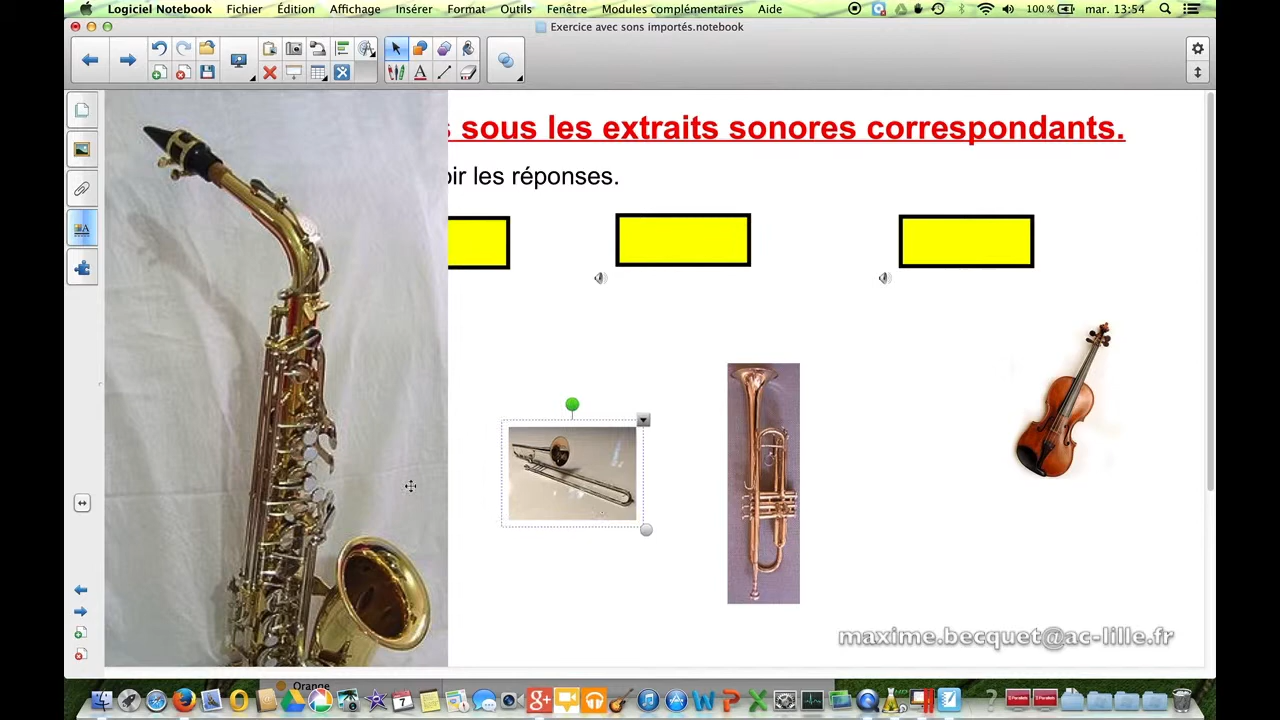 Logiciel Notebook Fichier Édition Affichage Insérer Format Outils Fenêtre Modules complémentaires Aide 100 % mar. 13:54
Exercice avec sons importés.notebook
sous les extraits sonores correspondants.
oir les réponses.
maxime.becquet@ac-lille.fr
Orange